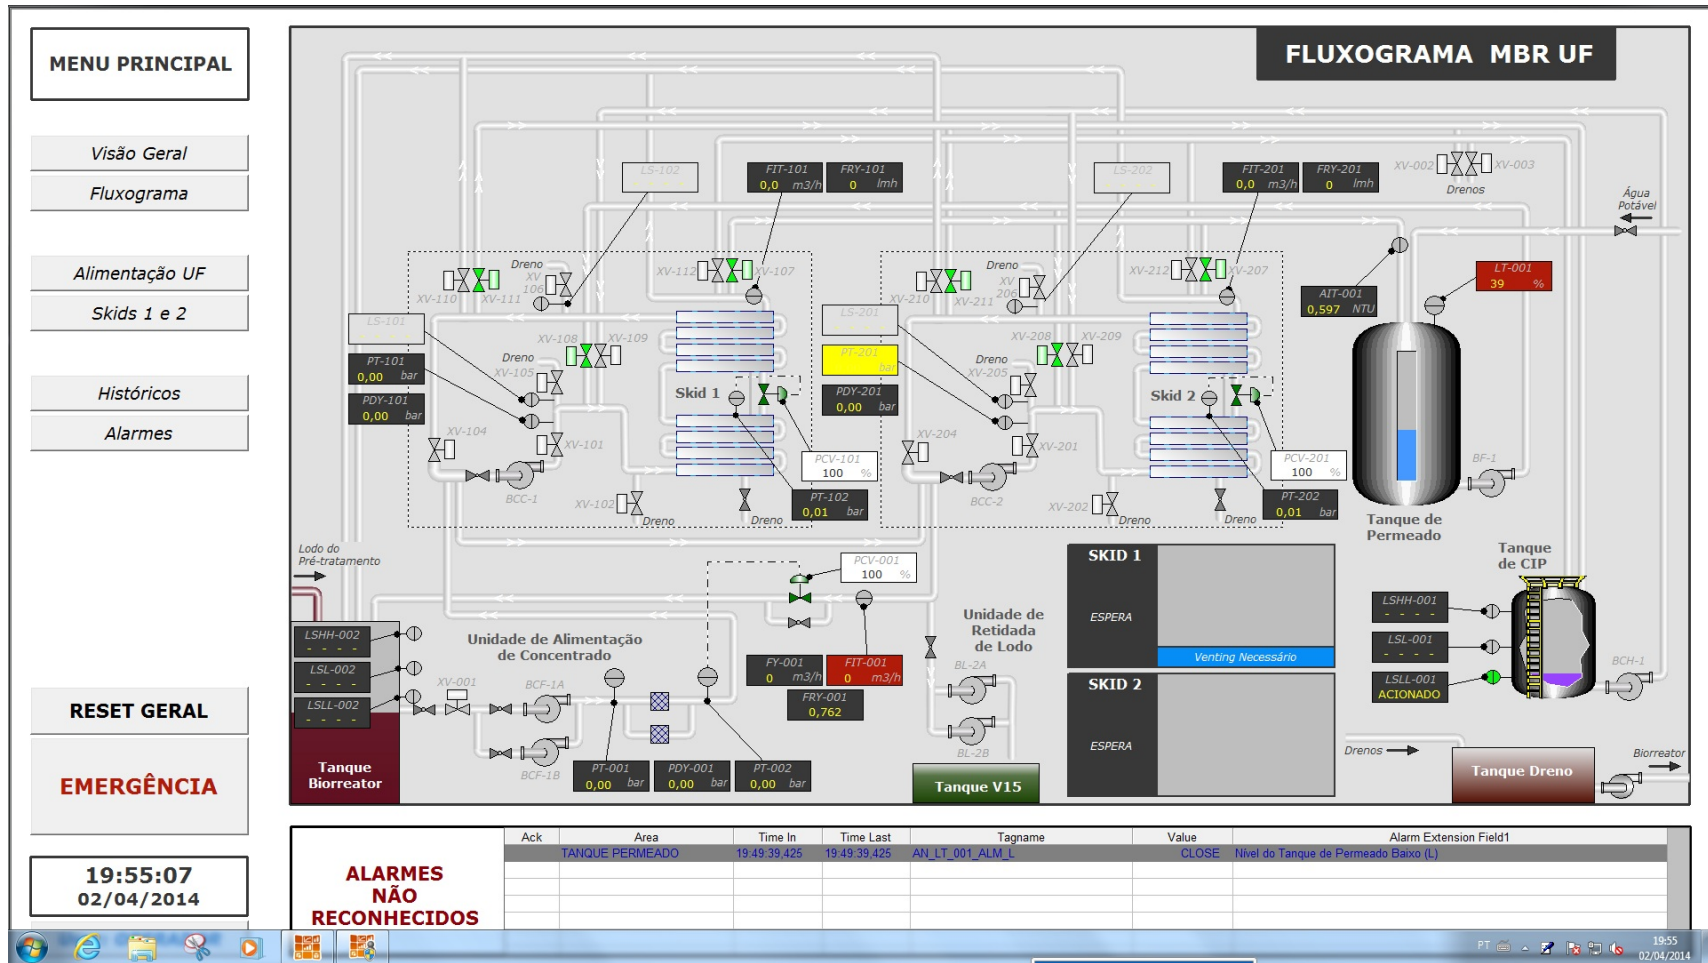 MENU PRINCIPAL
FLUXOGRAMA MBR UF
Visão Geral
Fluxograma
Alimentação UF
Skids 1 e 2
Históricos
Alarmes
RESET GERAL
EMERGÊNCIA
19:55:07
02/04/2014
LS-102
FIT-101
0,0 m3/h
FRY-101
0 lmh
LS-202
FIT-201
0,0 m3/h
FRY-201
0 lmh
XV-002
XV-003
Drenos
Água
Potável
XV-110
XV-111
Dreno
XV
106
XV-112
XV-107
XV-210
XV-211
Dreno
XV
206
XV-212
XV-207
AIT-001
0,597 NTU
LT-001
39 %
LS-101
PT-101
0,00 bar
PDY-101
0,00 bar
XV-108
XV-109
Dreno
XV-105
XV-104
XV-101
BCC-1
XV-102
Dreno
Skid 1
PCV-101
100 %
PT-102
0,01 bar
Dreno
LS-201
PT-201
bar
PDY-201
0,00 bar
XV-208
XV-209
Dreno
XV-205
XV-204
XV-201
BCC-2
XV-202
Dreno
Skid 2
PCV-201
100 %
PT-202
0,01 bar
Dreno
BF-1
Tanque de
Permeado
Lodo do
Pré-tratamento
LSHH-002
- - - -
LSL-002
- - - -
LSLL-002
- - - -
Tanque
Biorreator
XV-001
Unidade de Alimentação
de Concentrado
BCF-1A
BCF-1B
PT-001
0,00 bar
PDY-001
0,00 bar
PT-002
0,00 bar
PCV-001
100 %
FY-001
0 m3/h
FIT-001
0 m3/h
FRY-001
0,762
Unidade de
Retidada
de Lodo
BL-2A
BL-2B
Tanque V15
SKID 1
ESPERA
Venting Necessário
SKID 2
ESPERA
Tanque
de CIP
LSHH-001
- - - -
LSL-001
- - - -
LSLL-001
ACIONADO
BCH-1
Drenos
Tanque Dreno
Biorreator
ALARMES
NÃO
RECONHECIDOS
Ack Area Time In Time Last Tagname Value Alarm Extension Field1
TANQUE PERMEADO 19:49:39,425 19:49:39,425 AN_LT_001_ALM_L CLOSE Nível do Tanque de Permeado Baixo (L)
PT
19:55
02/04/2014